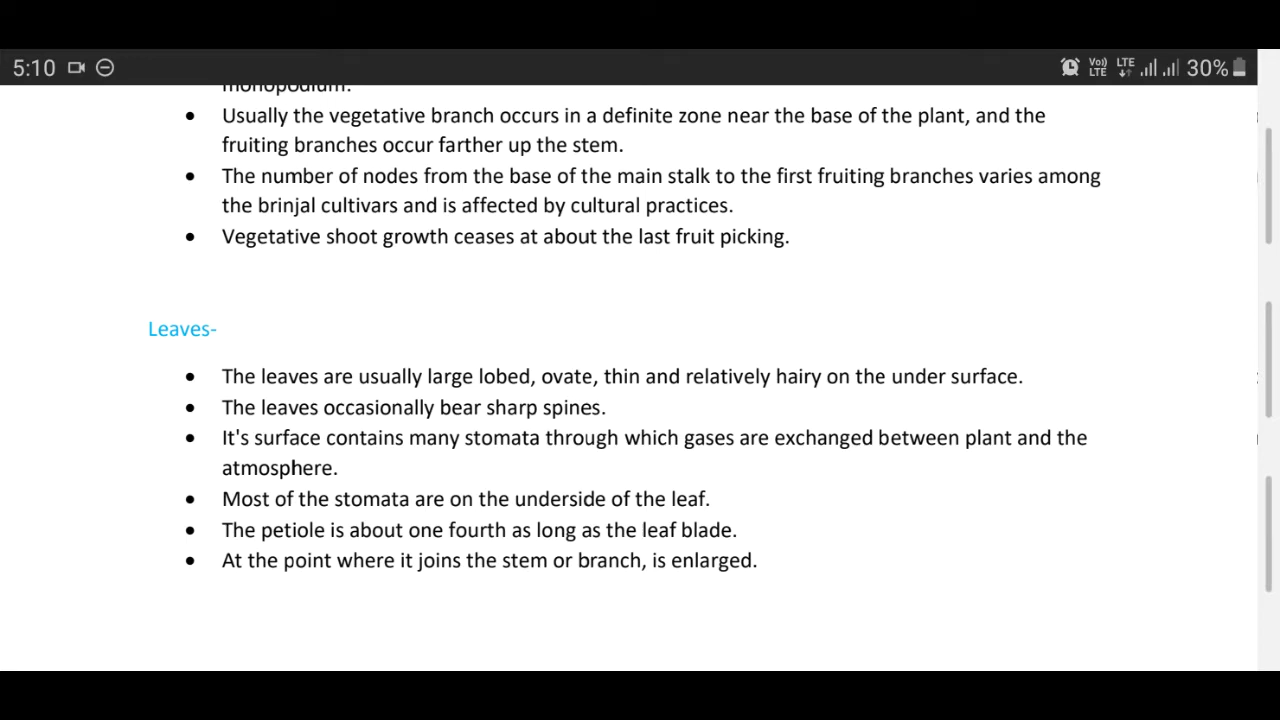 5:10
Vo)) LTE LTE 30%
monopodium.
• Usually the vegetative branch occurs in a definite zone near the base of the plant, and the
fruiting branches occur farther up the stem.
• The number of nodes from the base of the main stalk to the first fruiting branches varies among
the brinjal cultivars and is affected by cultural practices.
• Vegetative shoot growth ceases at about the last fruit picking.
Leaves-
• The leaves are usually large lobed, ovate, thin and relatively hairy on the under surface.
• The leaves occasionally bear sharp spines.
• It's surface contains many stomata through which gases are exchanged between plant and the
atmosphere.
• Most of the stomata are on the underside of the leaf.
• The petiole is about one fourth as long as the leaf blade.
• At the point where it joins the stem or branch, is enlarged.